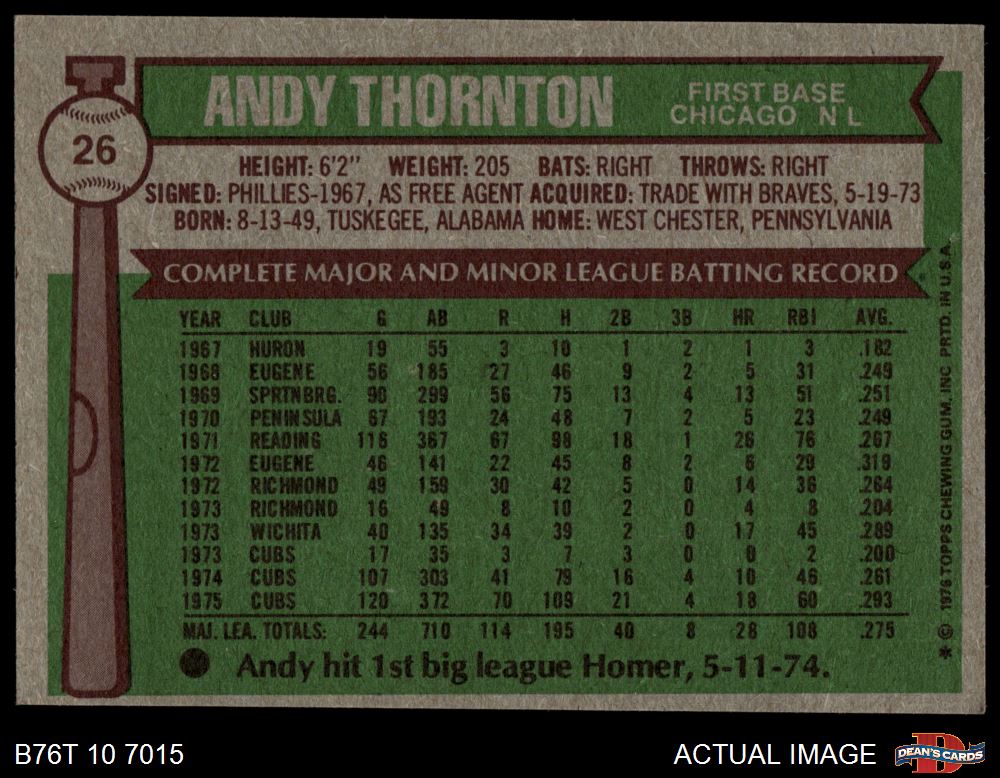 26
ANDY THORNTON
FIRST BASE
CHICAGO N L
HEIGHT: 6'2" WEIGHT: 205 BATS: RIGHT THROWS: RIGHT
SIGNED: PHILLIES-1967, AS FREE AGENT ACQUIRED: TRADE WITH BRAVES, 5-19-73
BORN: 8-13-49, TUSKEGEE, ALABAMA HOME: WEST CHESTER, PENNSYLVANIA
COMPLETE MAJOR AND MINOR LEAGUE BATTING RECORD
YEAR CLUB G AB R H 2B 3B HR RBI AVG.
1967 HURON 19 55 3 10 1 2 1 3 .182
1968 EUGENE 56 185 27 46 9 2 5 31 .249
1969 SPRTNBRG. 90 299 56 75 13 4 13 51 .251
1970 PENINSULA 67 193 24 48 7 2 5 23 .249
1971 READING 116 367 67 98 18 1 26 76 .267
1972 EUGENE 46 141 22 45 8 2 6 29 .319
1972 RICHMOND 49 159 30 42 5 0 14 36 .264
1973 RICHMOND 16 49 8 10 2 0 4 8 .204
1973 WICHITA 40 135 34 39 2 0 17 45 .289
1973 CUBS 17 35 3 7 3 0 0 2 .200
1974 CUBS 107 303 41 79 16 4 10 46 .261
1975 CUBS 120 372 70 109 21 4 18 60 .293
MAJ. LEA. TOTALS: 244 710 114 195 40 8 28 108 .275
Andy hit 1st big league Homer, 5-11-74.
* © 1976 TOPPS CHEWING GUM, INC PRTD. IN U.S.A.
B76T 10 7015
ACTUAL IMAGE
DEAN'S CARDS